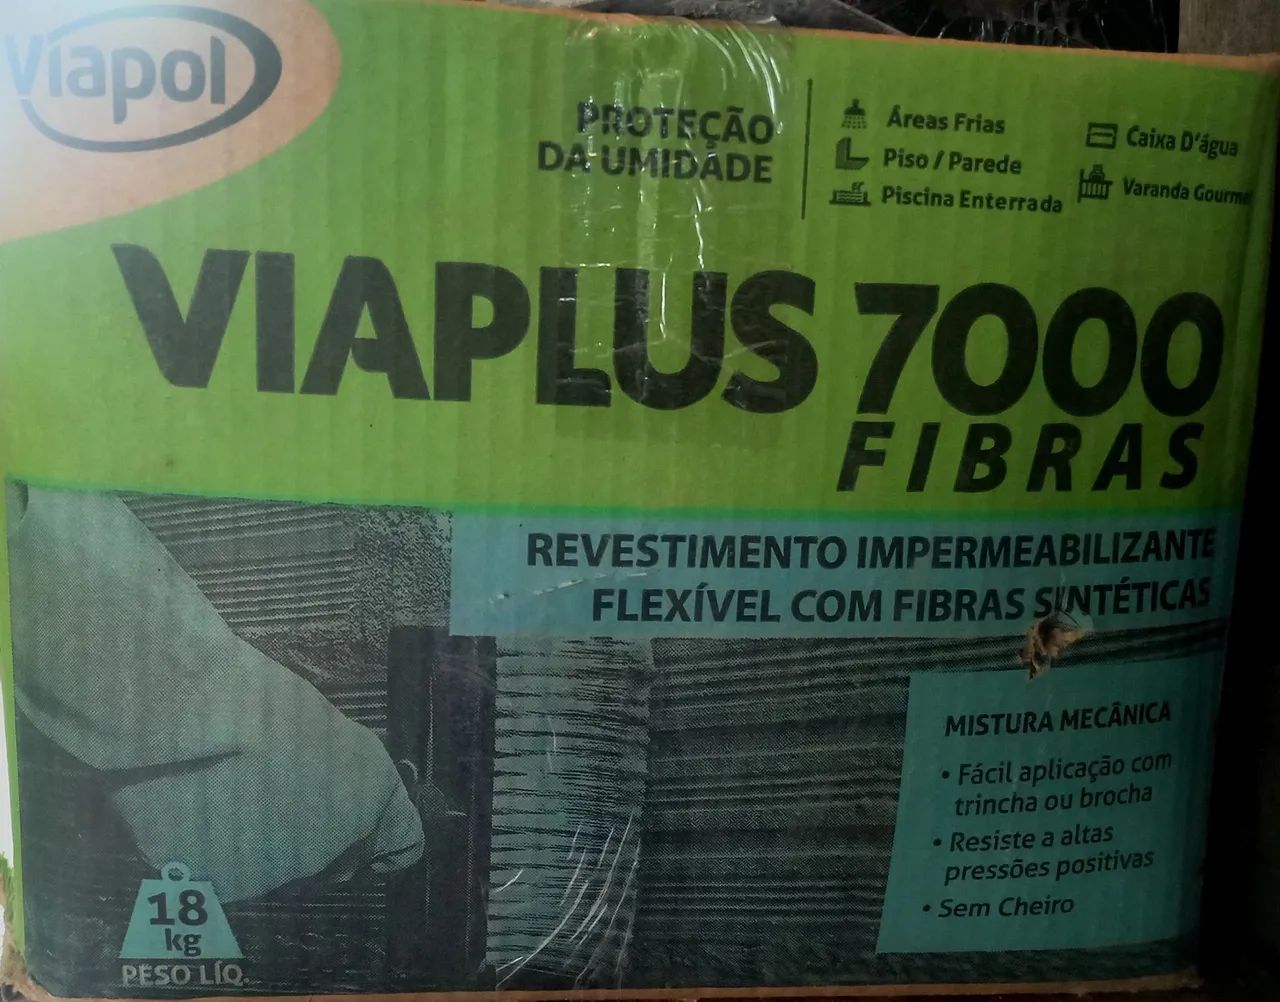 Viapol
PROTEÇÃO
DA UMIDADE
Áreas Frias
Piso / Parede
Piscina Enterrada
Caixa D'água
Varanda Gourme
VIAPLUS 7000
FIBRAS
REVESTIMENTO IMPERMEABILIZANTE
FLEXÍVEL COM FIBRAS SINTÉTICAS
MISTURA MECÂNICA
• Fácil aplicação com
trincha ou brocha
• Resiste a altas
pressões positivas
• Sem Cheiro
18
kg
PESO LÍQ.